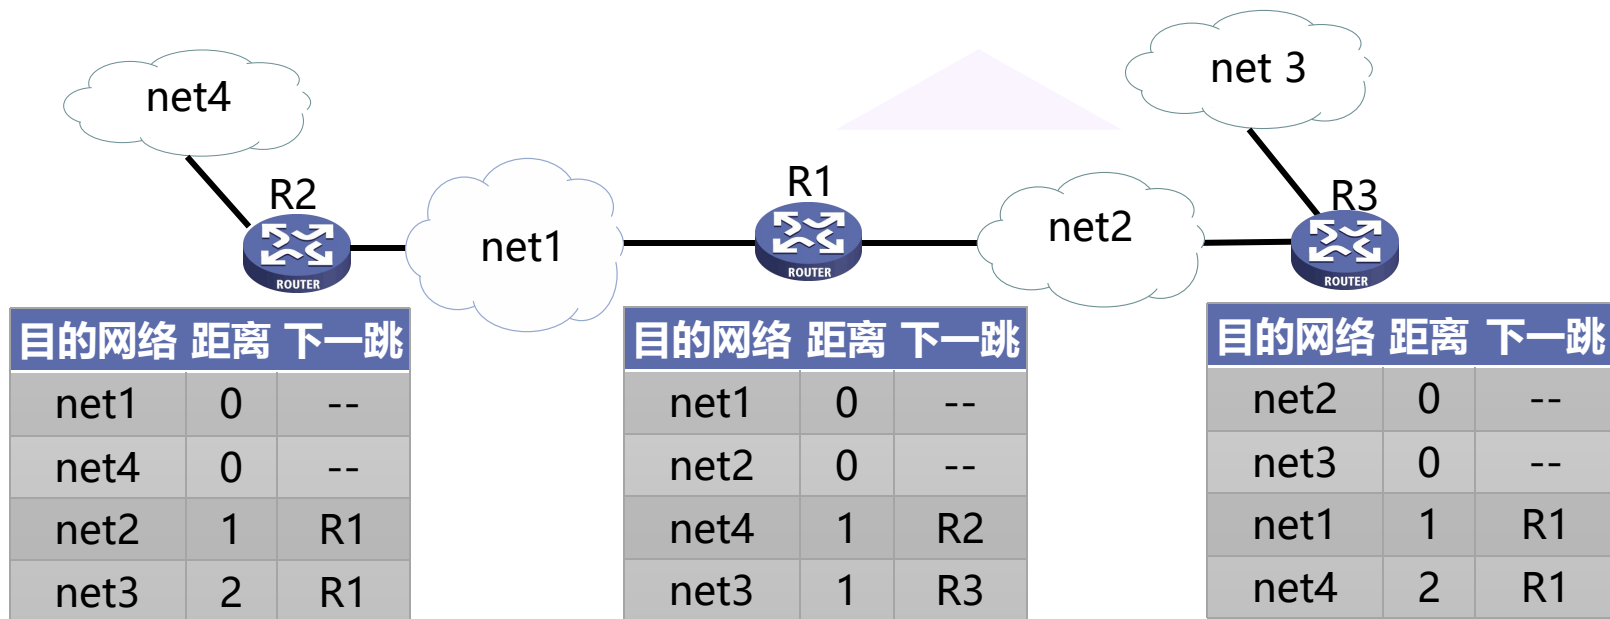 net4
net 3
R2
R1
R3
net1
net2
ROUTER
ROUTER
ROUTER
目的网络 距离 下一跳
net1 0 --
net4 0 --
net2 1 R1
net3 2 R1
目的网络 距离 下一跳
net1 0 --
net2 0 --
net4 1 R2
net3 1 R3
目的网络 距离 下一跳
net2 0 --
net3 0 --
net1 1 R1
net4 2 R1